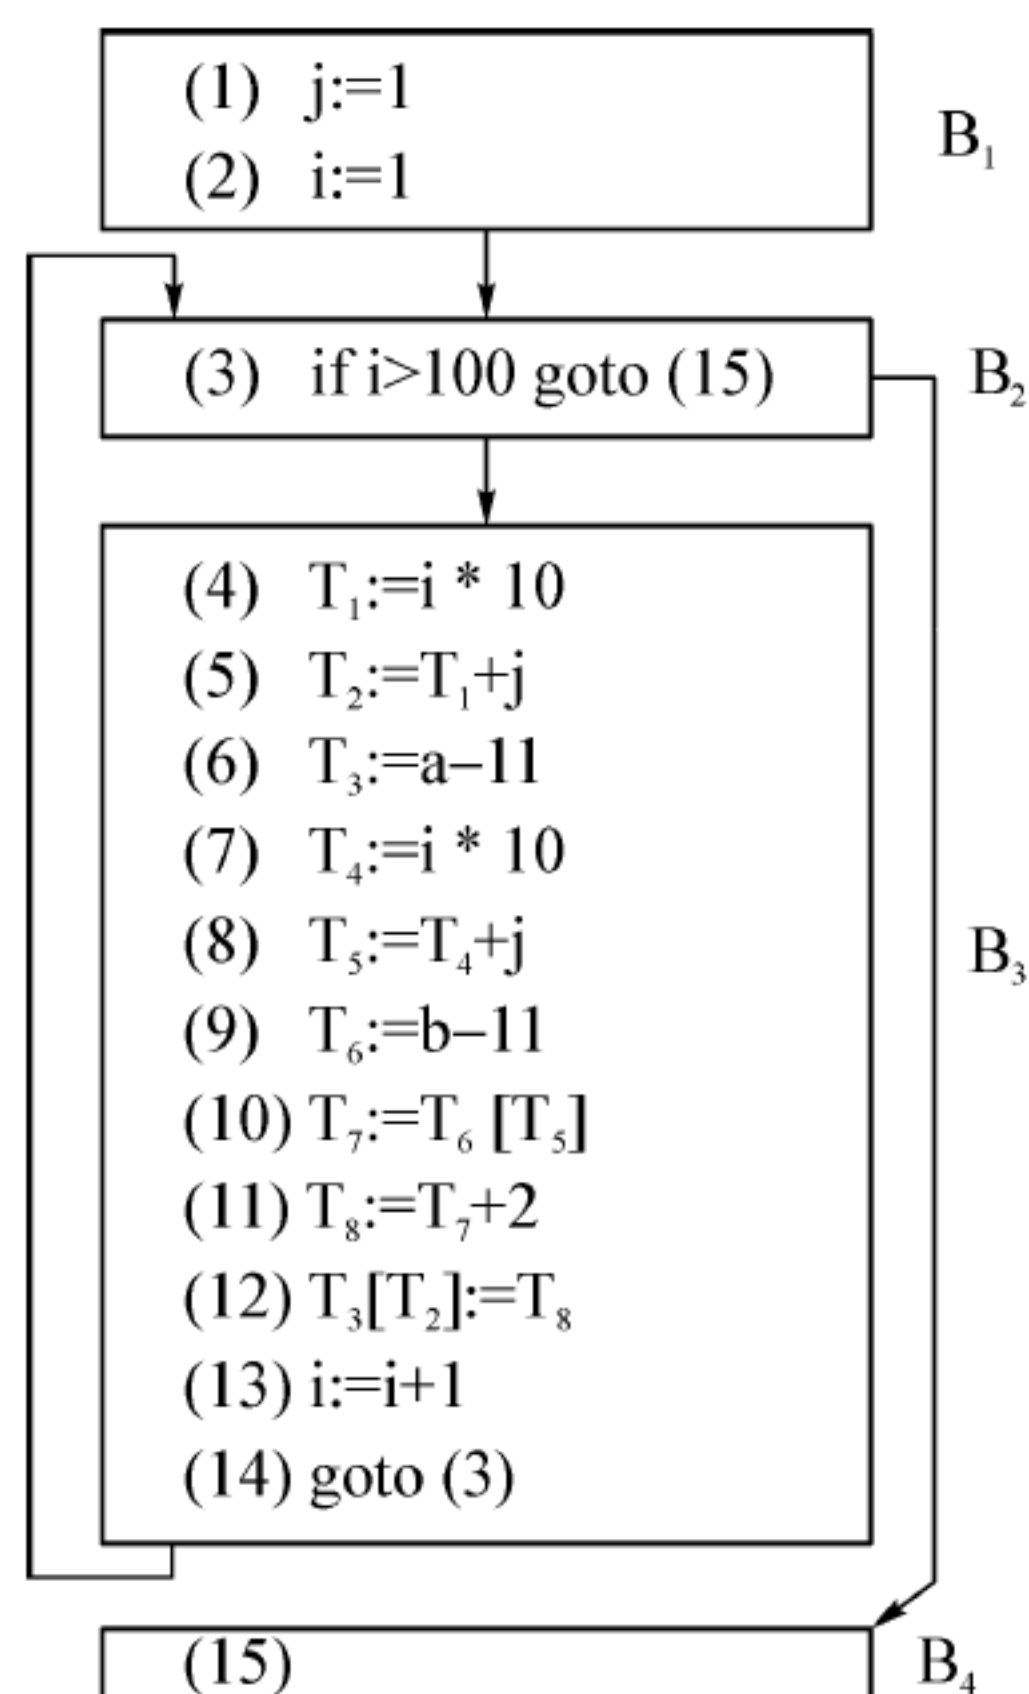 (1) j:=1
(2) i:=1
B₁
(3) if i>100 goto (15)
B₂
(4) T₁:=i * 10
(5) T₂:=T₁+j
(6) T₃:=a–11
(7) T₄:=i * 10
(8) T₅:=T₄+j
(9) T₆:=b–11
(10) T₇:=T₆ [T₅]
(11) T₈:=T₇+2
(12) T₃[T₂]:=T₈
(13) i:=i+1
(14) goto (3)
B₃
(15)
B₄